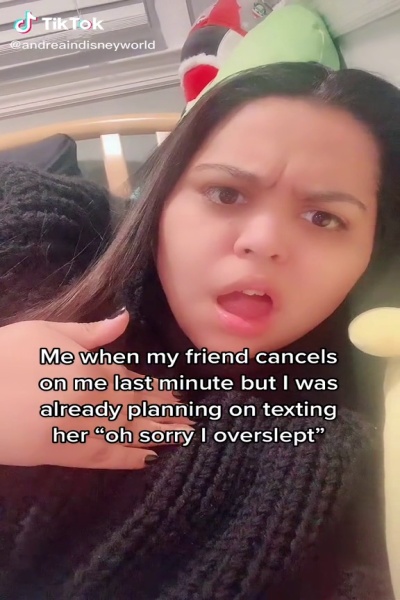 TikTok
@andreaindisneyworld
Me when my friend cancels
on me last minute but I was
already planning on texting
her “oh sorry I overslept”